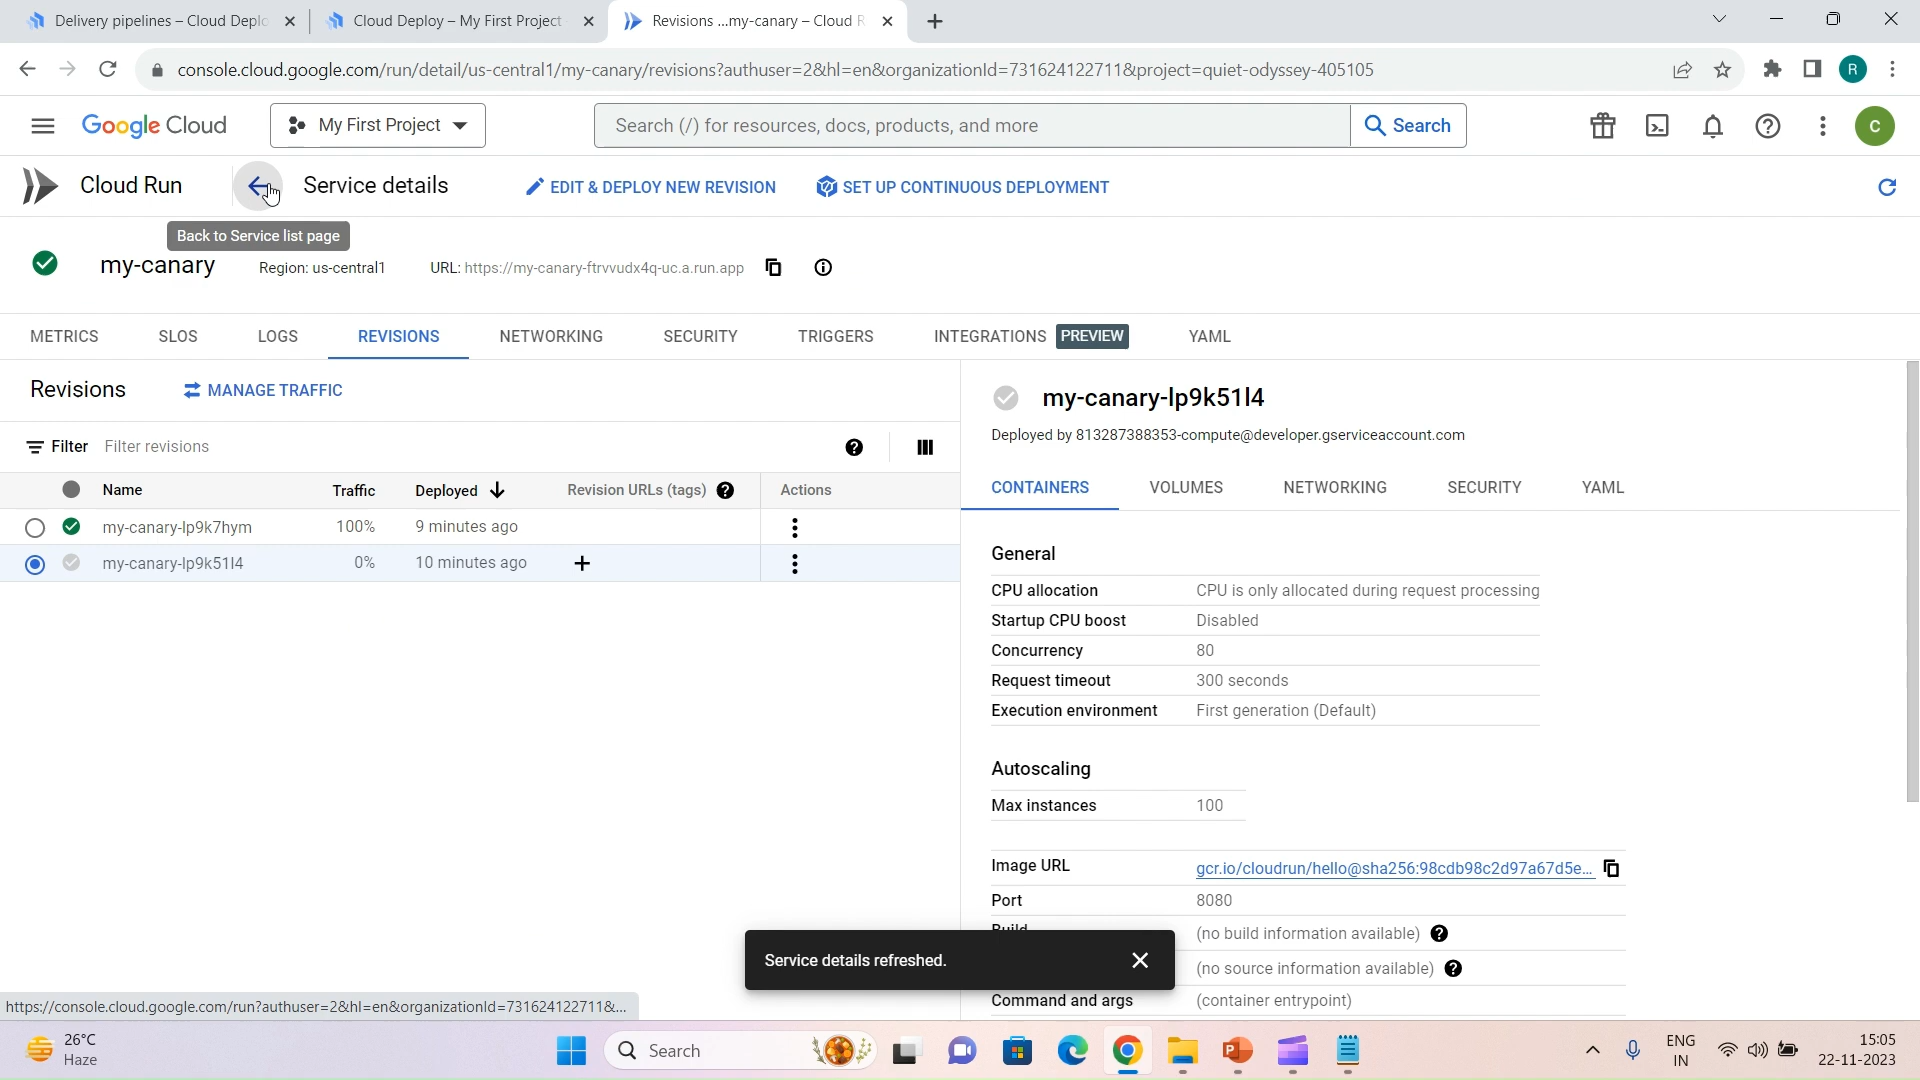 Delivery pipelines – Cloud Deplo
Cloud Deploy – My First Project
Revisions ...my-canary – Cloud R
console.cloud.google.com/run/detail/us-central1/my-canary/revisions?authuser=2&hl=en&organizationId=731624122711&project=quiet-odyssey-405105
R
Google Cloud
My First Project
Search (/) for resources, docs, products, and more
Search
C
Cloud Run
Service details
EDIT & DEPLOY NEW REVISION
SET UP CONTINUOUS DEPLOYMENT
Back to Service list page
my-canary
Region: us-central1
URL: https://my-canary-ftrvvudx4q-uc.a.run.app
METRICS
SLOS
LOGS
REVISIONS
NETWORKING
SECURITY
TRIGGERS
INTEGRATIONS PREVIEW
YAML
Revisions
MANAGE TRAFFIC
Filter Filter revisions
Name Traffic Deployed Revision URLs (tags) Actions
my-canary-lp9k7hym 100% 9 minutes ago
my-canary-lp9k51l4 0% 10 minutes ago
my-canary-lp9k51l4
Deployed by 813287388353-compute@developer.gserviceaccount.com
CONTAINERS
VOLUMES
NETWORKING
SECURITY
YAML
General
CPU allocation CPU is only allocated during request processing
Startup CPU boost Disabled
Concurrency 80
Request timeout 300 seconds
Execution environment First generation (Default)
Autoscaling
Max instances 100
Image URL gcr.io/cloudrun/hello@sha256:98cdb98c2d97a67d5e...
Port 8080
Build (no build information available)
(no source information available)
Command and args (container entrypoint)
Service details refreshed.
https://console.cloud.google.com/run?authuser=2&hl=en&organizationId=731624122711&...
26°C
Haze
Search
ENG
IN
15:05
22-11-2023